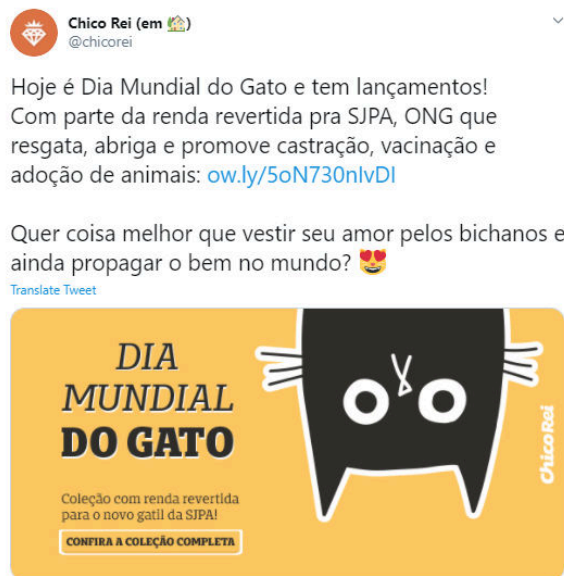 Chico Rei (em 🏡)
@chicorei
Hoje é Dia Mundial do Gato e tem lançamentos!
Com parte da renda revertida pra SJPA, ONG que
resgata, abriga e promove castração, vacinação e
adoção de animais: ow.ly/5oN730nIvDI
Quer coisa melhor que vestir seu amor pelos bichanos e
ainda propagar o bem no mundo? 😻
Translate Tweet
DIA
MUNDIAL
DO GATO
Coleção com renda revertida
para o novo gatil da SJPA!
CONFIRA A COLEÇÃO COMPLETA
Chico Rei